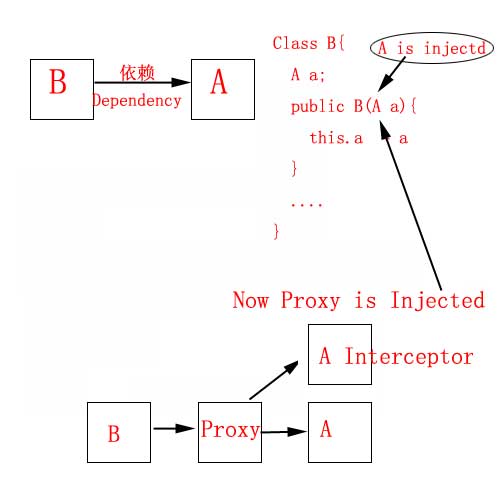 B
依赖
Dependency
A
Class B{
A is injectd
A a;
public B(A a){
this.a    a
}
....
}
Now Proxy is Injected
A Interceptor
B
Proxy
A